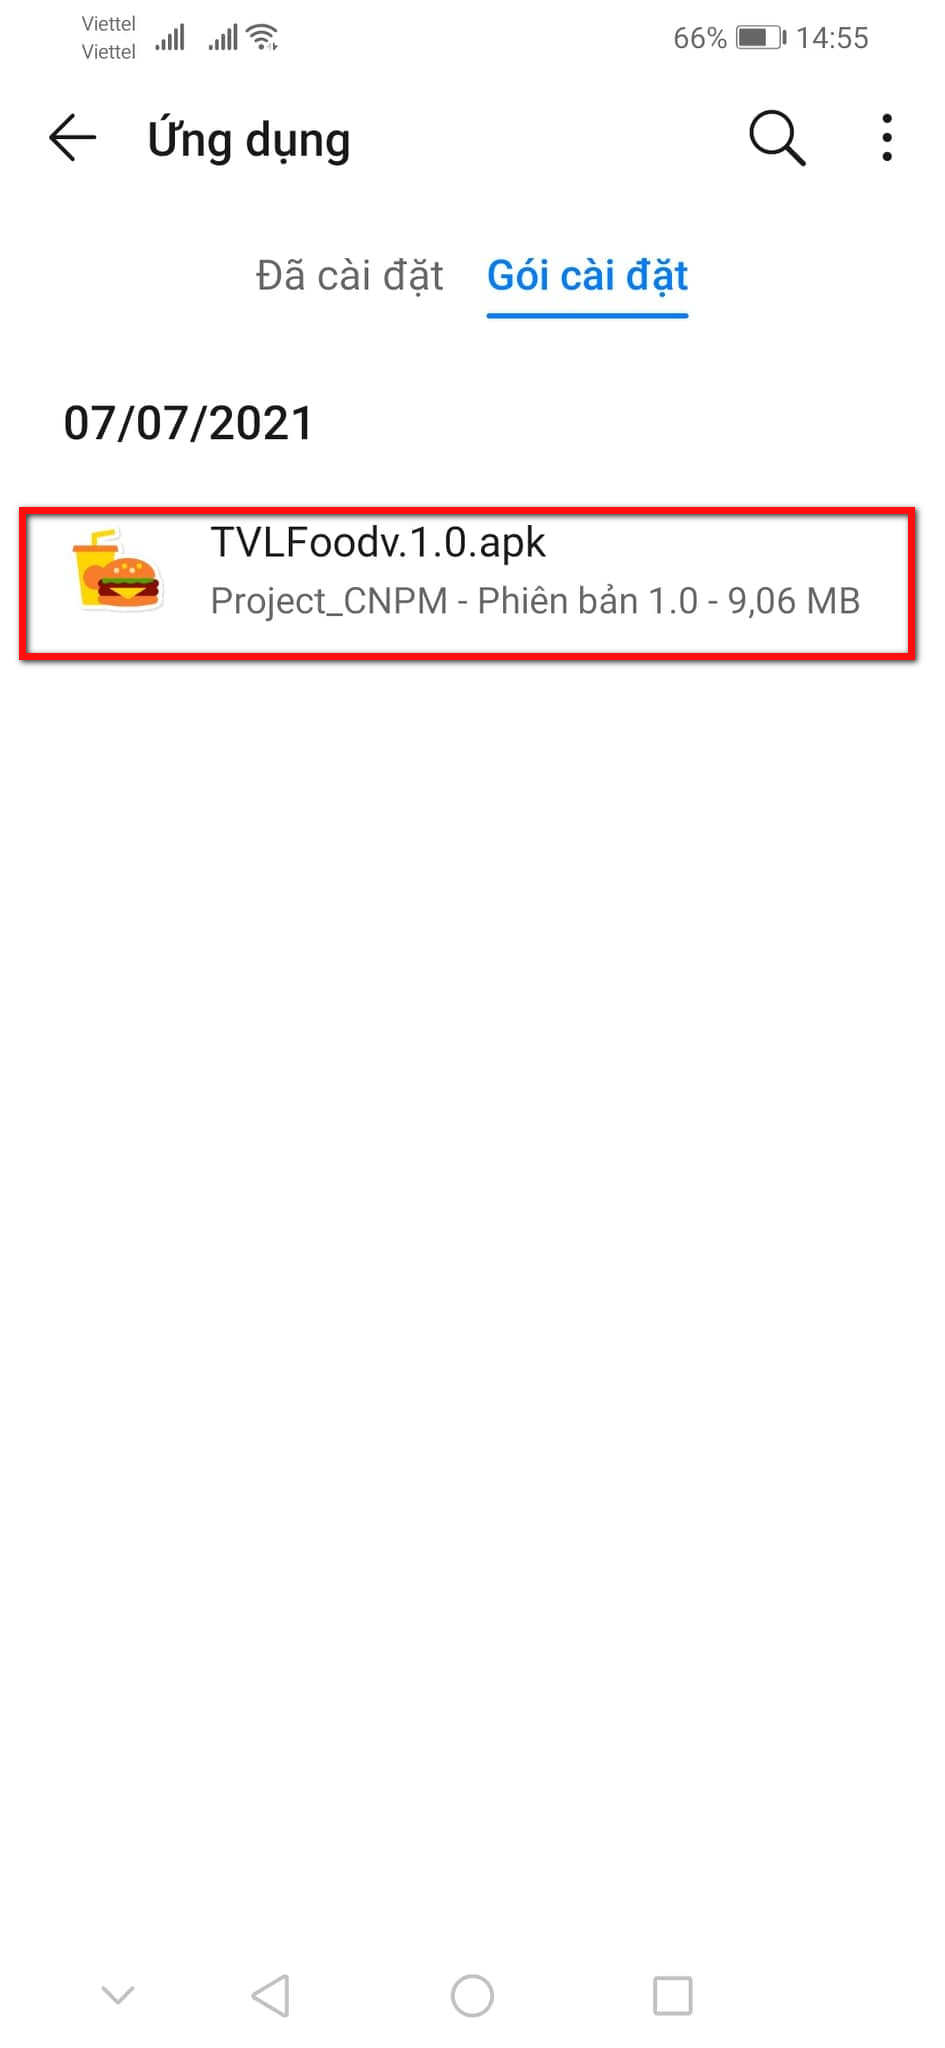 Viettel
Viettel
66% 14:55
Ứng dụng
Đã cài đặt Gói cài đặt
07/07/2021
TVLFoodv.1.0.apk
Project_CNPM - Phiên bản 1.0 - 9,06 MB